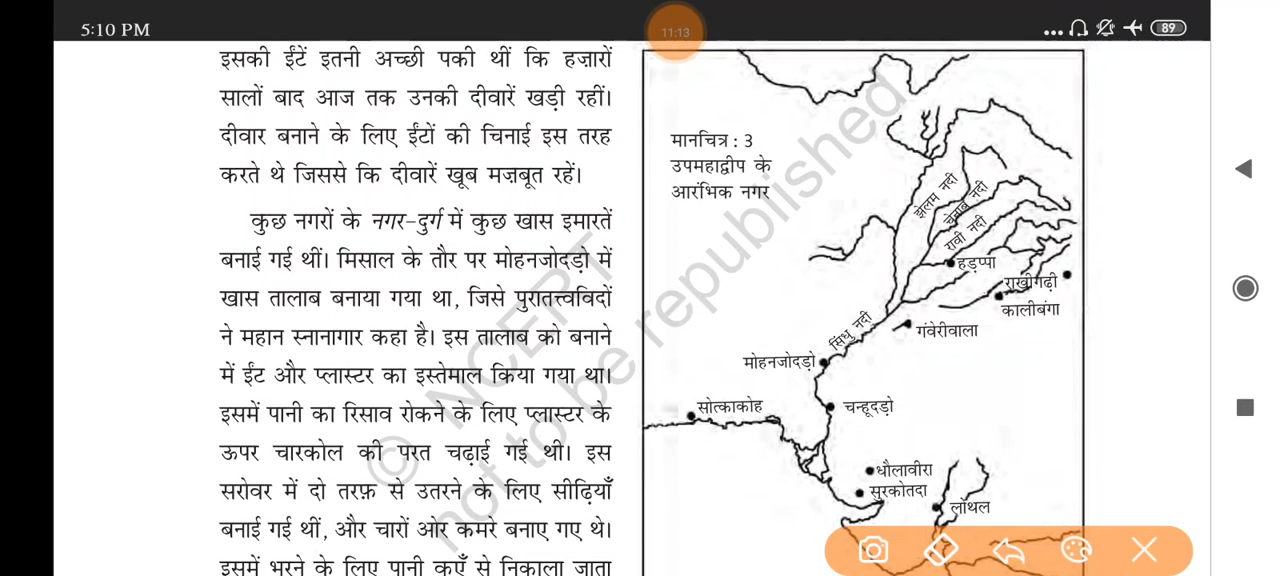 5:10 PM
11:13
89
इसकी ईंटें इतनी अच्छी पकी थीं कि हज़ारों
सालों बाद आज तक उनकी दीवारें खड़ी रहीं।
दीवार बनाने के लिए ईंटों की चिनाई इस तरह
करते थे जिससे कि दीवारें खूब मज़बूत रहें।
कुछ नगरों के नगर-दुर्ग में कुछ खास इमारतें
बनाई गई थीं। मिसाल के तौर पर मोहनजोदड़ो में
खास तालाब बनाया गया था, जिसे पुरातत्त्वविदों
ने महान स्नानागार कहा है। इस तालाब को बनाने
में ईंट और प्लास्टर का इस्तेमाल किया गया था।
इसमें पानी का रिसाव रोकने के लिए प्लास्टर के
ऊपर चारकोल की परत चढ़ाई गई थी। इस
सरोवर में दो तरफ़ से उतरने के लिए सीढ़ियाँ
बनाई गई थीं, और चारों ओर कमरे बनाए गए थे।
इसमें भरने के लिए पानी कुएँ से निकाला जाता
© NCERT
not to be republished
मानचित्र : 3
उपमहाद्वीप के
आरंभिक नगर
झेलम नदी
चेनाब नदी
रावी नदी
हड़प्पा
राखीगढ़ी
कालीबंगा
गंवेरीवाला
सिंधु नदी
मोहनजोदड़ो
सोत्काकोह
चन्हूदड़ो
धौलावीरा
सुरकोतदा
लोथल